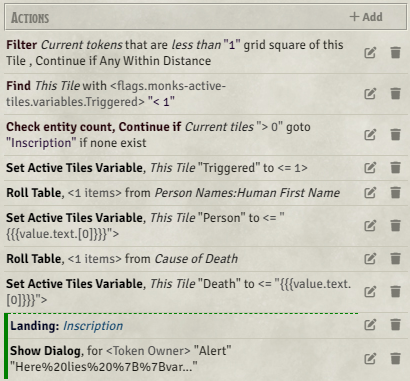 Actions
+ Add
Filter Current tokens that are less than "1" grid square of this
Tile , Continue if Any Within Distance
Find This Tile with <flags.monks-active-
tiles.variables.Triggered> "< 1"
Check entity count, Continue if Current tiles "> 0" goto
"Inscription" if none exist
Set Active Tiles Variable, This Tile "Triggered" to <= 1>
Roll Table, <1 items> from Person Names:Human First Name
Set Active Tiles Variable, This Tile "Person" to <= "
{{{value.text.[0]}}}">
Roll Table, <1 items> from Cause of Death
Set Active Tiles Variable, This Tile "Death" to <= "{{{value.text.
[0]}}}">
Landing: Inscription
Show Dialog, for <Token Owner> "Alert"
"Here%20lies%20%7B%7Bvar..."